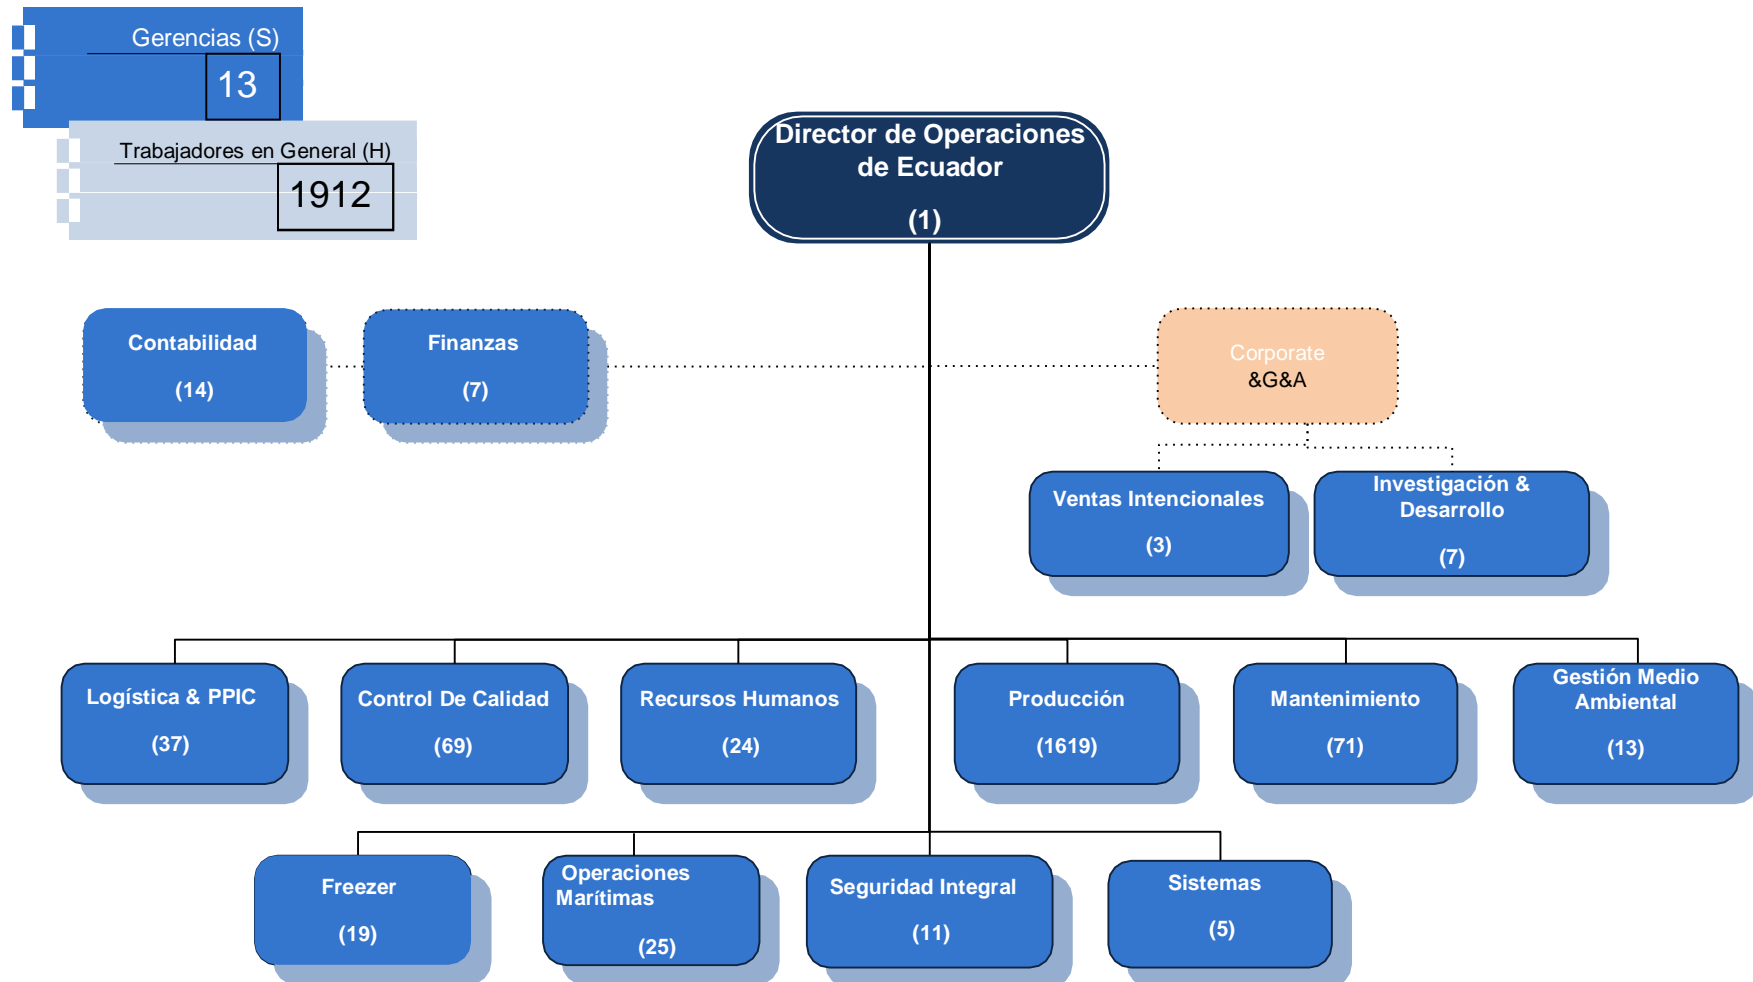 Gerencias (S)
13
Trabajadores en General (H)
1912
Director de Operaciones
de Ecuador
(1)
Contabilidad
(14)
Finanzas
(7)
Corporate
&G&A
Ventas Intencionales
(3)
Investigación &
Desarrollo
(7)
Logística & PPIC
(37)
Control De Calidad
(69)
Recursos Humanos
(24)
Producción
(1619)
Mantenimiento
(71)
Gestión Medio
Ambiental
(13)
Freezer
(19)
Operaciones
Marítimas
(25)
Seguridad Integral
(11)
Sistemas
(5)